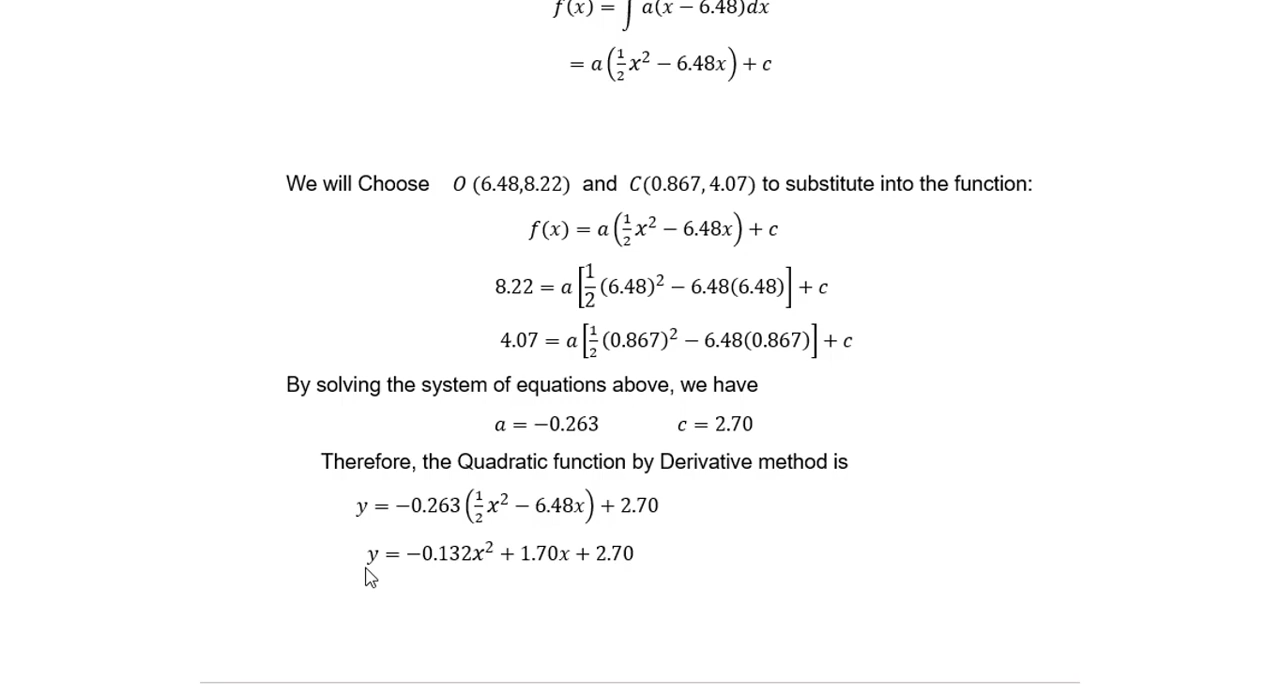 f(x) = ∫ a(x − 6.48)dx
= a(½x² − 6.48x) + c
We will Choose O (6.48,8.22) and C(0.867, 4.07) to substitute into the function:
f(x) = a(½x² − 6.48x) + c
8.22 = a[½(6.48)² − 6.48(6.48)] + c
4.07 = a[½(0.867)² − 6.48(0.867)] + c
By solving the system of equations above, we have
a = −0.263 c = 2.70
Therefore, the Quadratic function by Derivative method is
y = −0.263(½x² − 6.48x) + 2.70
y = −0.132x² + 1.70x + 2.70